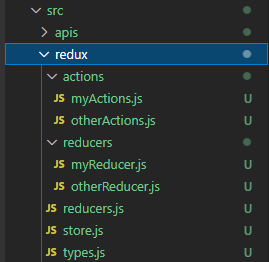 src
apis
redux
actions
JS myActions.js U
JS otherActions.js U
reducers
JS myReducer.js U
JS otherReducer.js U
JS reducers.js U
JS store.js U
JS types.js U